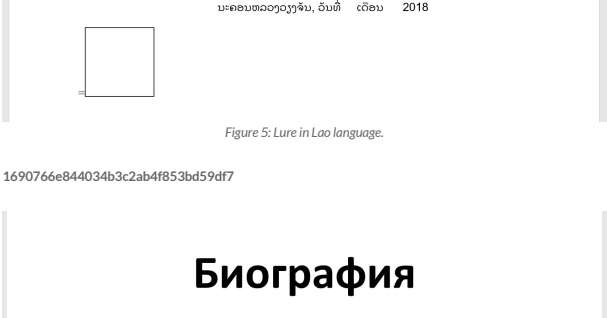 ນະຄອນຫລວງວຽງຈັນ, ວັນທີ ເດືອນ 2018
Figure 5: Lure in Lao language.
1690766e844034b3c2ab4f853bd59df7
Биография